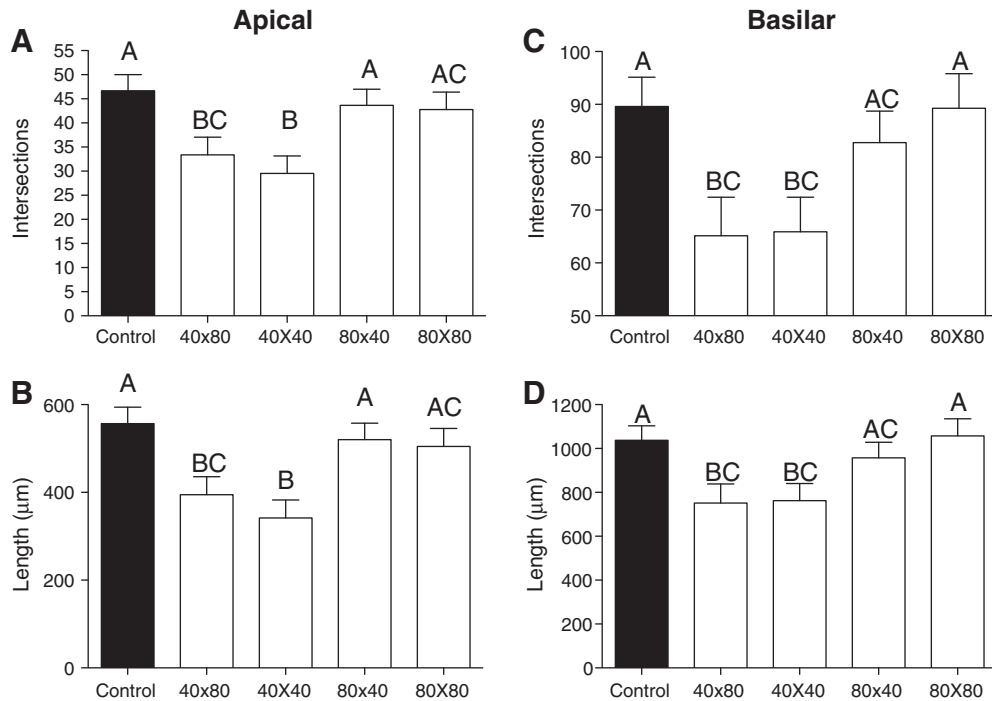 Apical
Basilar
A
Intersections
55
50
45
40
35
30
25
20
15
10
5
0
A
BC
B
A
AC
Control 40x80 40X40 80x40 80X80
C
Intersections
100
90
80
70
60
50
A
BC
BC
AC
A
Control 40x80 40X40 80x40 80X80
B
Length (μm)
600
400
200
0
A
BC
B
A
AC
Control 40x80 40X40 80x40 80X80
D
Length (μm)
1200
1000
800
600
400
200
0
A
BC
BC
AC
A
Control 40x80 40X40 80x40 80X80